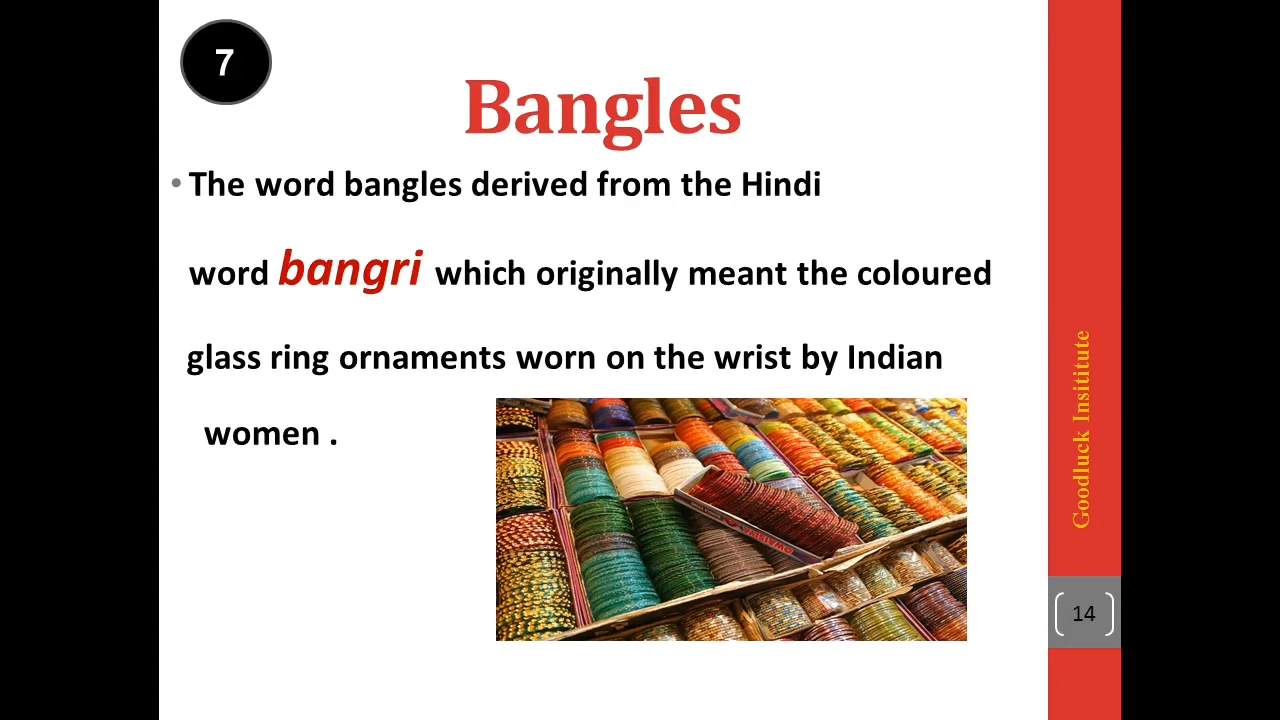 7
Bangles
• The word bangles derived from the Hindi
word bangri which originally meant the coloured
glass ring ornaments worn on the wrist by Indian
women .
Goodluck Insititute
14